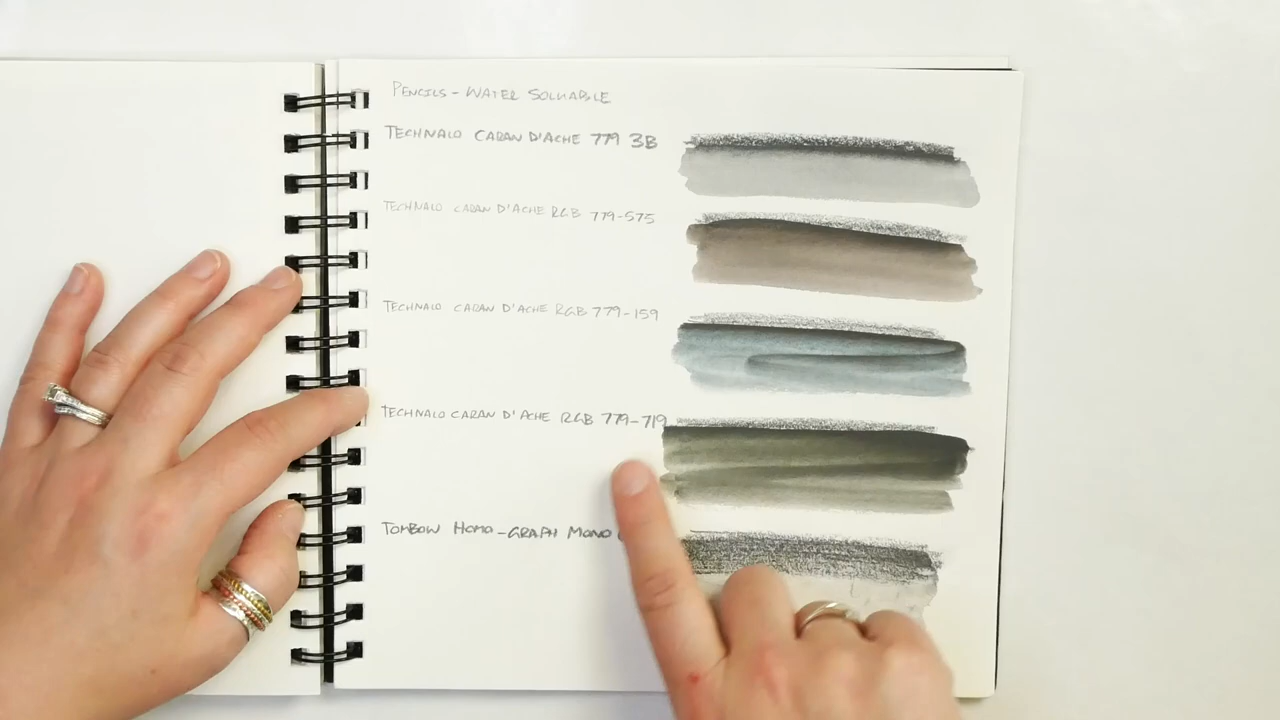 PENCILS - WATER SOLUABLE
TECHNALO CARAN D'ACHE 779 3B
TECHNALO CARAN D'ACHE RGB 779-575
TECHNALO CARAN D'ACHE RGB 779-159
TECHNALO CARAN D'ACHE RGB 779-719
TOMBOW HOMO-GRAPH MONO